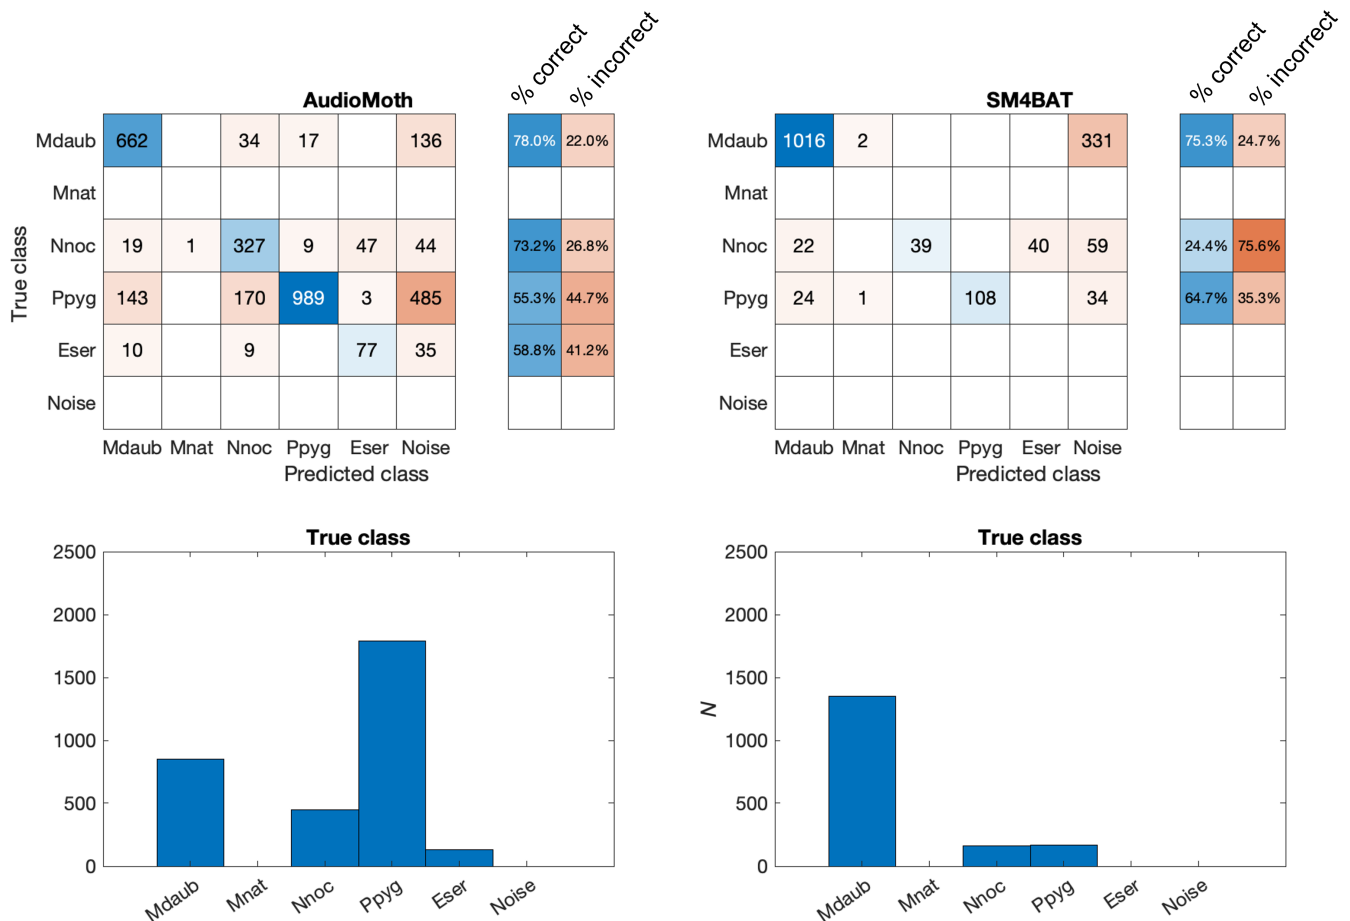 % correct
% incorrect
% correct
% incorrect
AudioMoth
SM4BAT
Mdaub 662 34 17 136 78.0% 22.0%
Mnat
Nnoc 19 1 327 9 47 44 73.2% 26.8%
Ppyg 143 170 989 3 485 55.3% 44.7%
Eser 10 9 77 35 58.8% 41.2%
Noise
True class
Mdaub Mnat Nnoc Ppyg Eser Noise
Predicted class
Mdaub 1016 2 331 75.3% 24.7%
Mnat
Nnoc 22 39 40 59 24.4% 75.6%
Ppyg 24 1 108 34 64.7% 35.3%
Eser
Noise
Mdaub Mnat Nnoc Ppyg Eser Noise
Predicted class
True class
2500
2000
1500
1000
500
0
Mdaub Mnat Nnoc Ppyg Eser Noise
True class
N
2500
2000
1500
1000
500
0
Mdaub Mnat Nnoc Ppyg Eser Noise